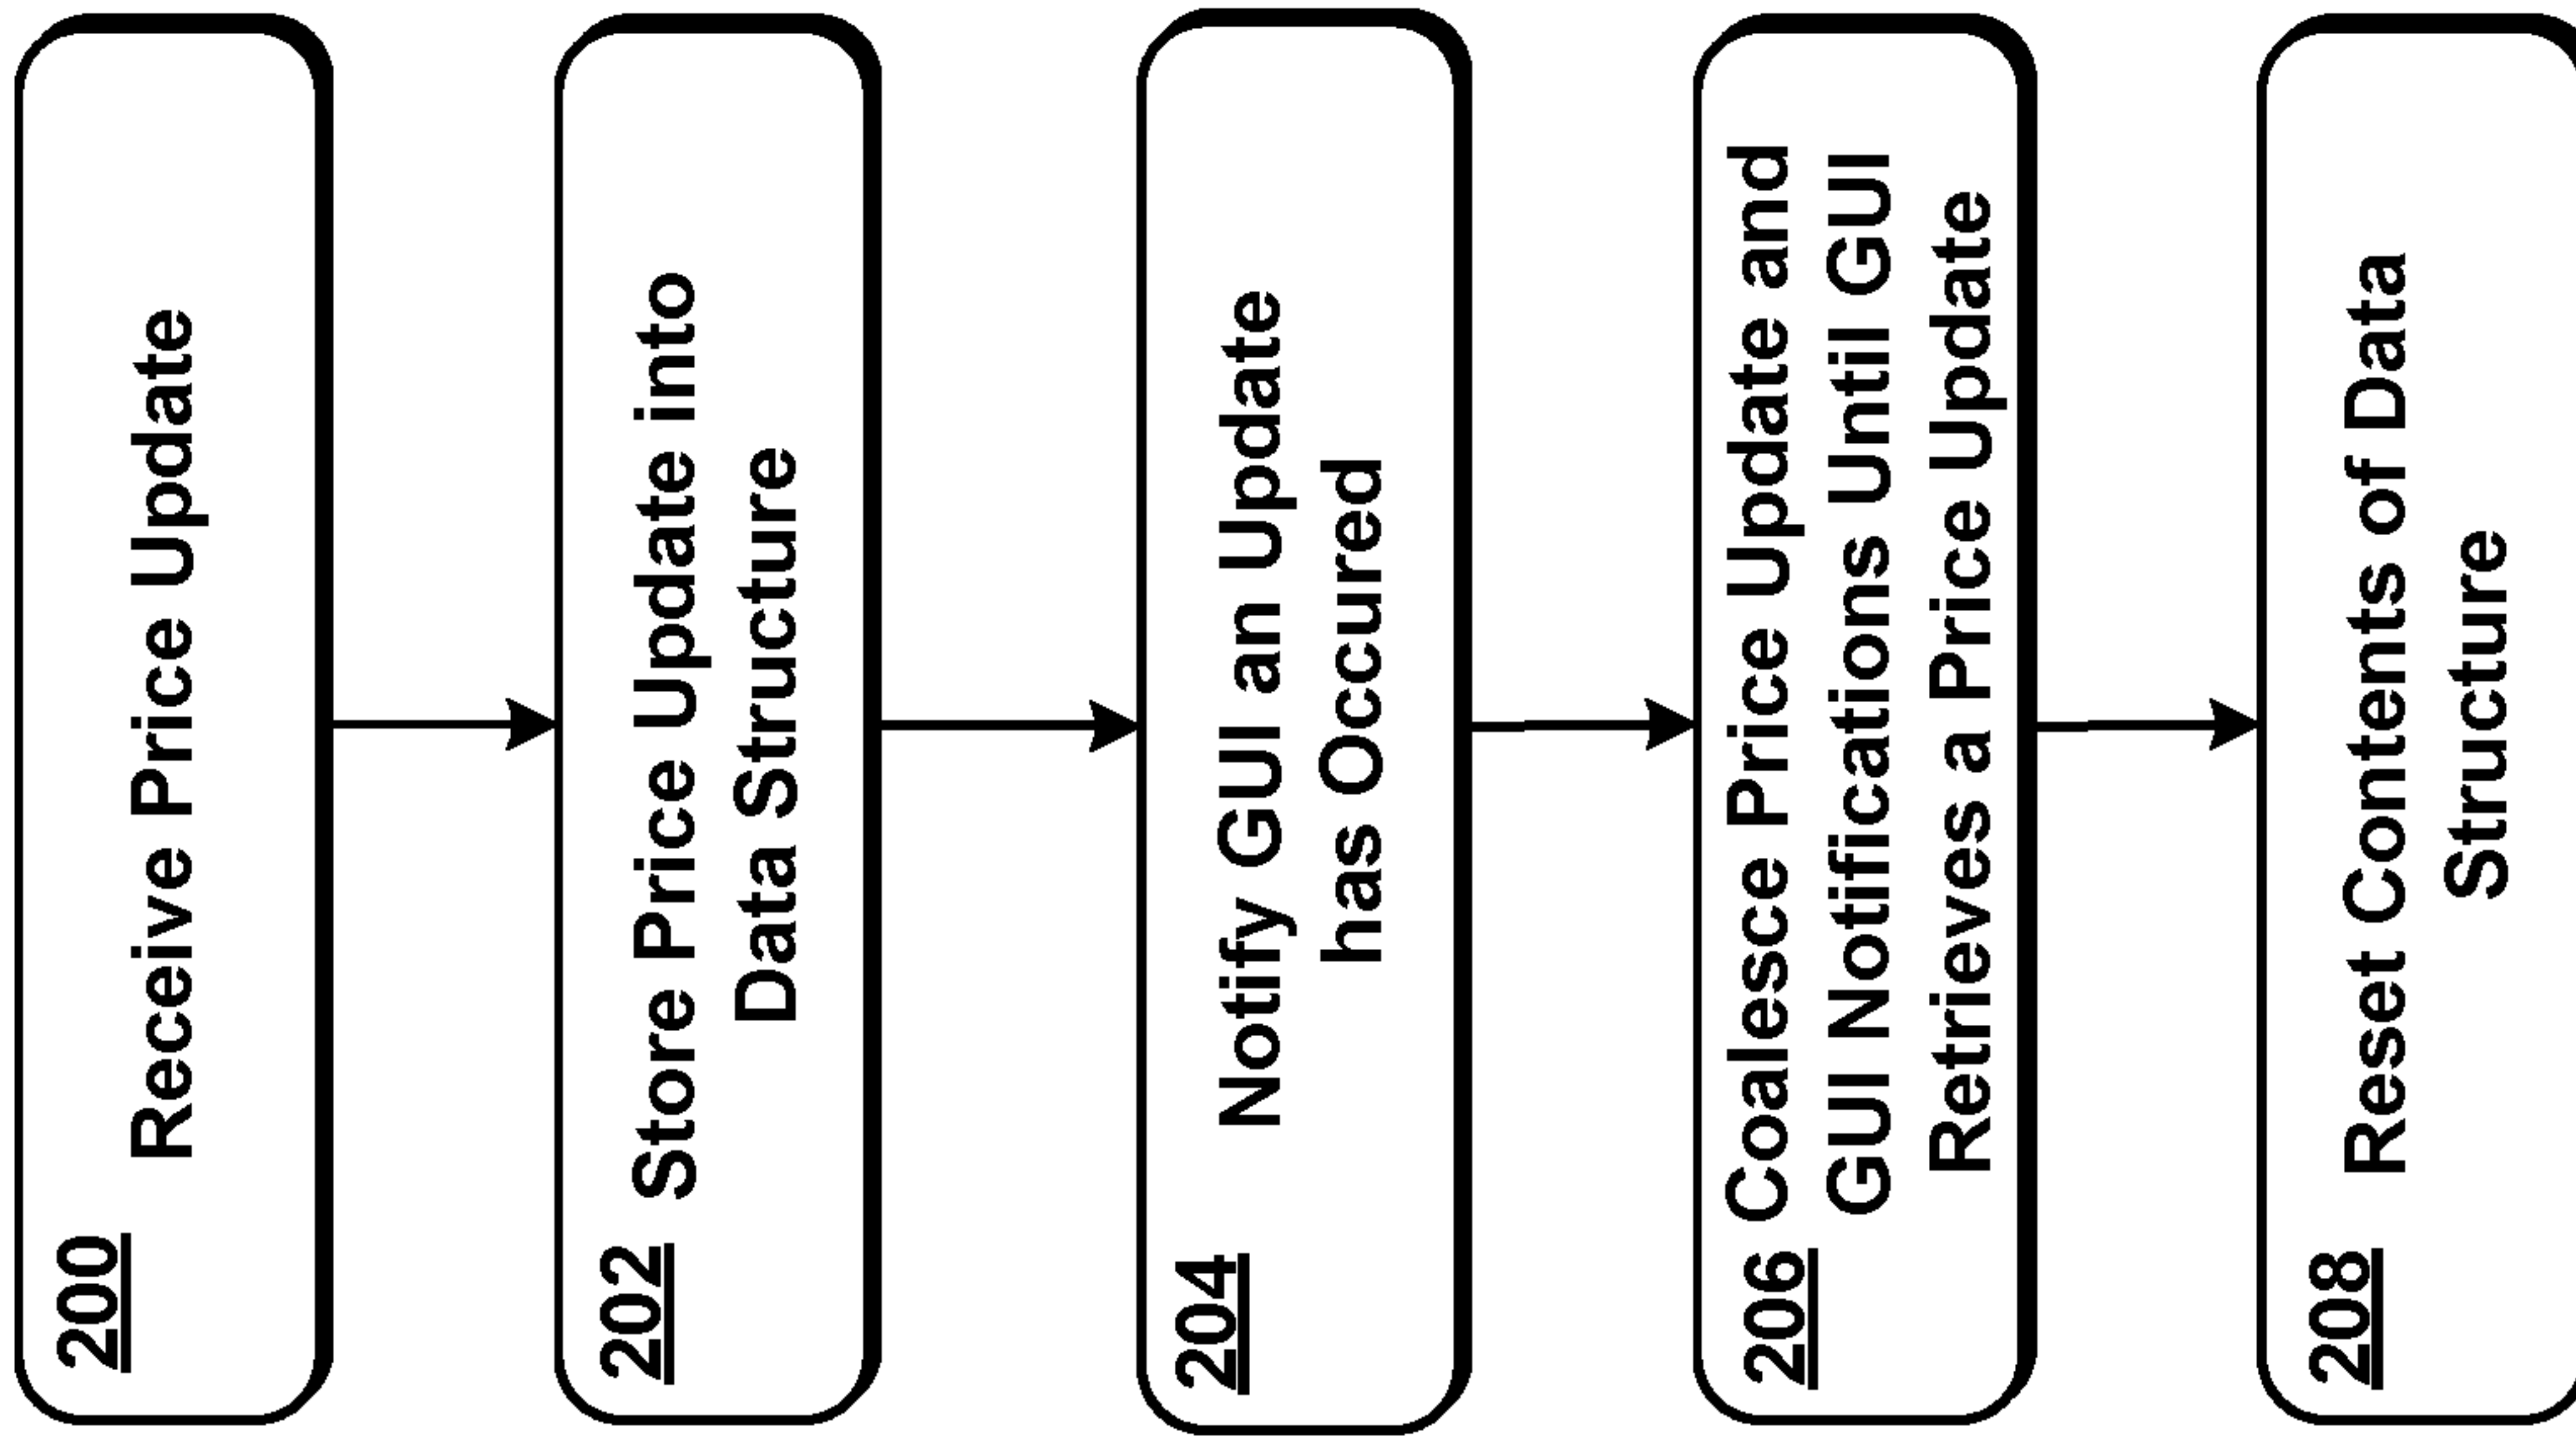 200
Receive Price Update
202
Store Price Update into
Data Structure
204
Notify GUI an Update
has Occured
206
Coalesce Price Update and
GUI Notifications Until GUI
Retrieves a Price Update
208
Reset Contents of Data
Structure